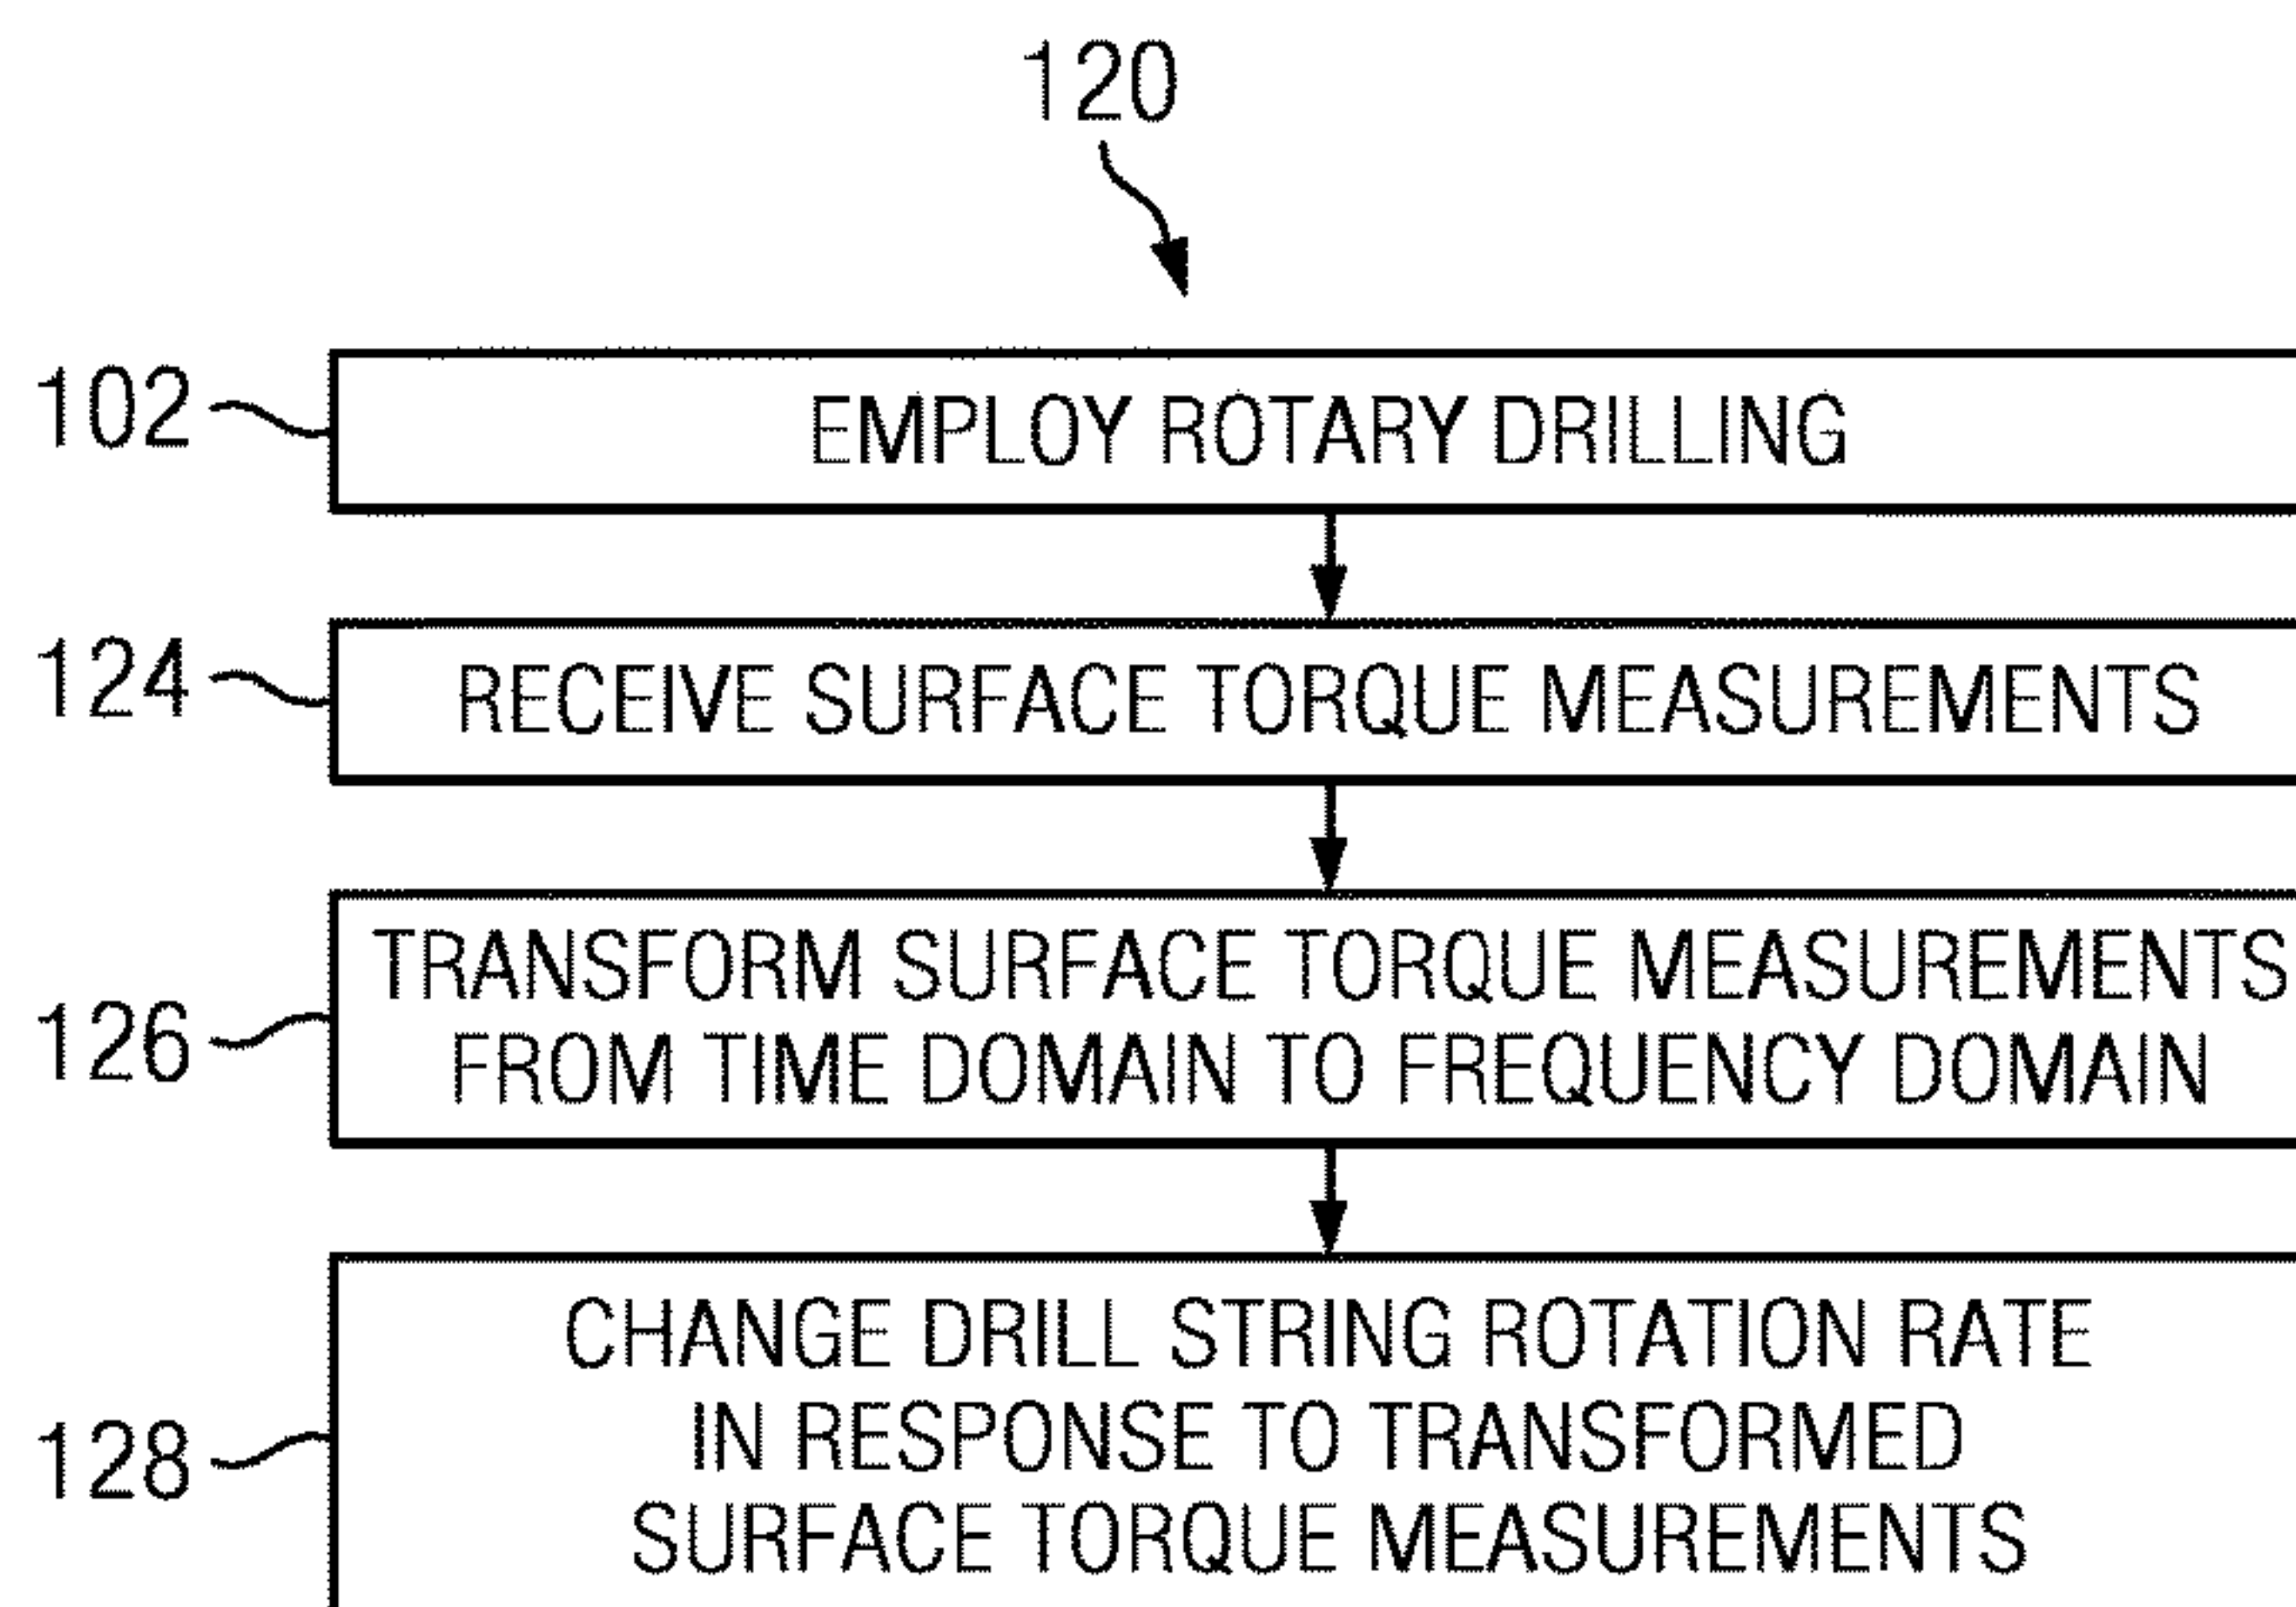 120
102
EMPLOY ROTARY DRILLING
124
RECEIVE SURFACE TORQUE MEASUREMENTS
126
TRANSFORM SURFACE TORQUE MEASUREMENTS
FROM TIME DOMAIN TO FREQUENCY DOMAIN
128
CHANGE DRILL STRING ROTATION RATE
IN RESPONSE TO TRANSFORMED
SURFACE TORQUE MEASUREMENTS